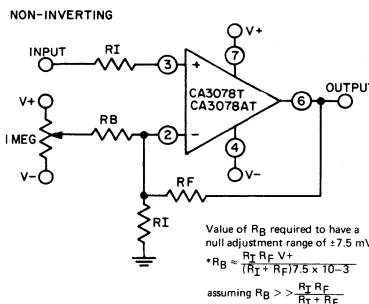 NON-INVERTING
V+
INPUT
RI
7
3
+
CA3078T
CA3078AT
OUTPUT
6
V+
RB
1 MEG
2
−
4
V−
V−
RF
RI
Value of RB required to have a
null adjustment range of ±7.5 mV
*RB ≈ RI RF V+
(RI + RF)7.5 x 10−3
assuming RB >> RI RF
RI + RF